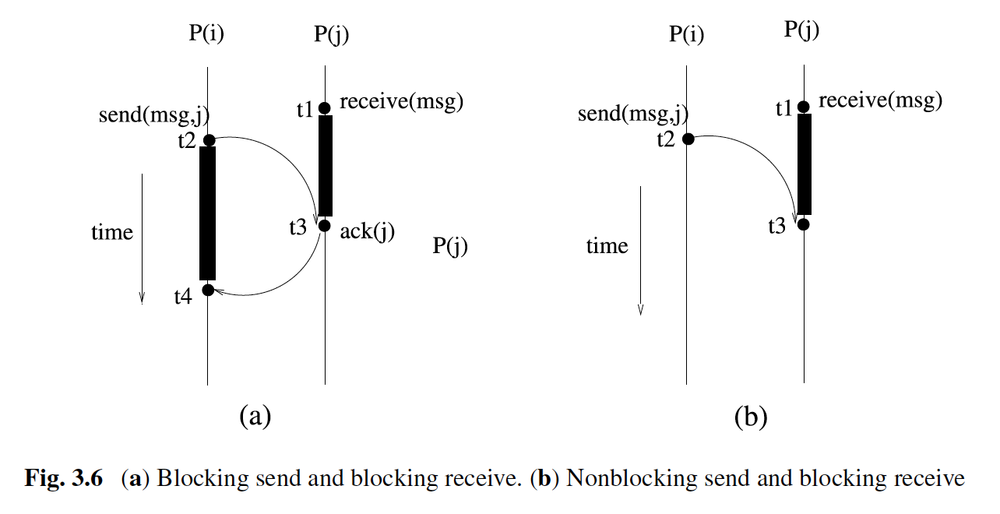 P(i)
P(j)
send(msg,j)
t1
receive(msg)
t2
time
t3
ack(j)
P(j)
t4
(a)
P(i)
P(j)
send(msg,j)
t1
receive(msg)
t2
time
t3
(b)
Fig. 3.6 (a) Blocking send and blocking receive. (b) Nonblocking send and blocking receive